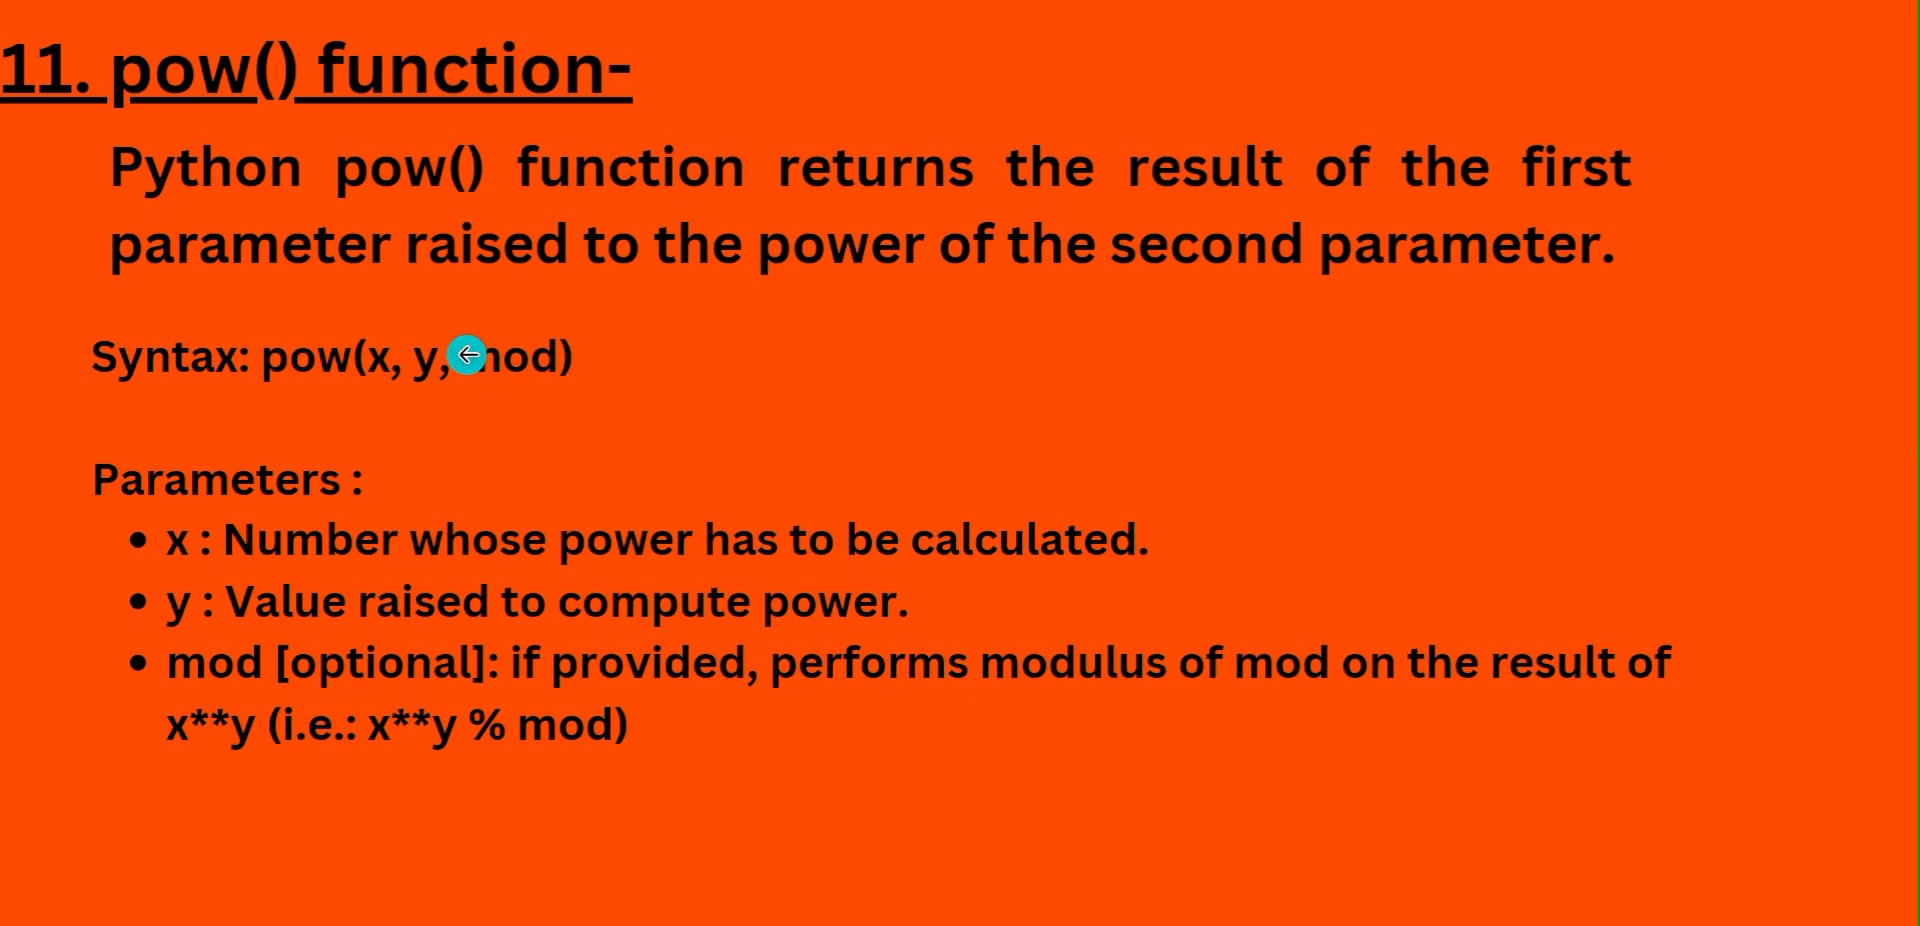 11. pow() function-
Python pow() function returns the result of the first
parameter raised to the power of the second parameter.
Syntax: pow(x, y, mod)
Parameters :
• x : Number whose power has to be calculated.
• y : Value raised to compute power.
• mod [optional]: if provided, performs modulus of mod on the result of
x**y (i.e.: x**y % mod)